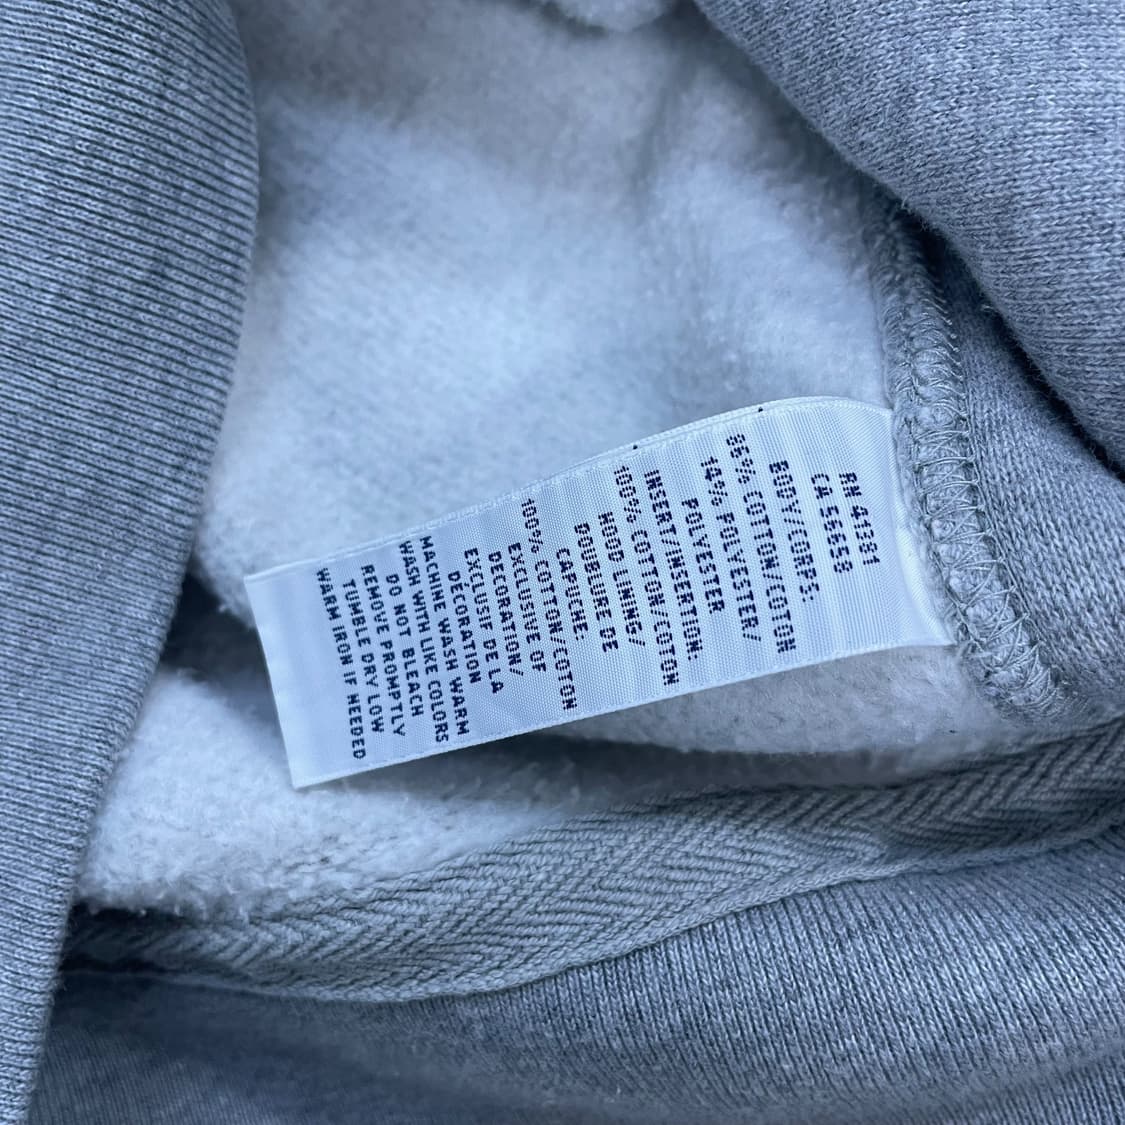 RN 41381
CA 56658
BODY/CORPS:
86% COTTON/COTON
14% POLYESTER/
POLYESTER
INSERT/INSERTION:
100% COTTON/COTON
HOOD LINING/
DOUBLURE DE
CAPUCHE:
100% COTTON/COTON
EXCLUSIVE OF
DECORATION/
EXCLUSIF DE LA
DECORATION
MACHINE WASH WARM
WASH WITH LIKE COLORS
DO NOT BLEACH
REMOVE PROMPTLY
TUMBLE DRY LOW
WARM IRON IF NEEDED